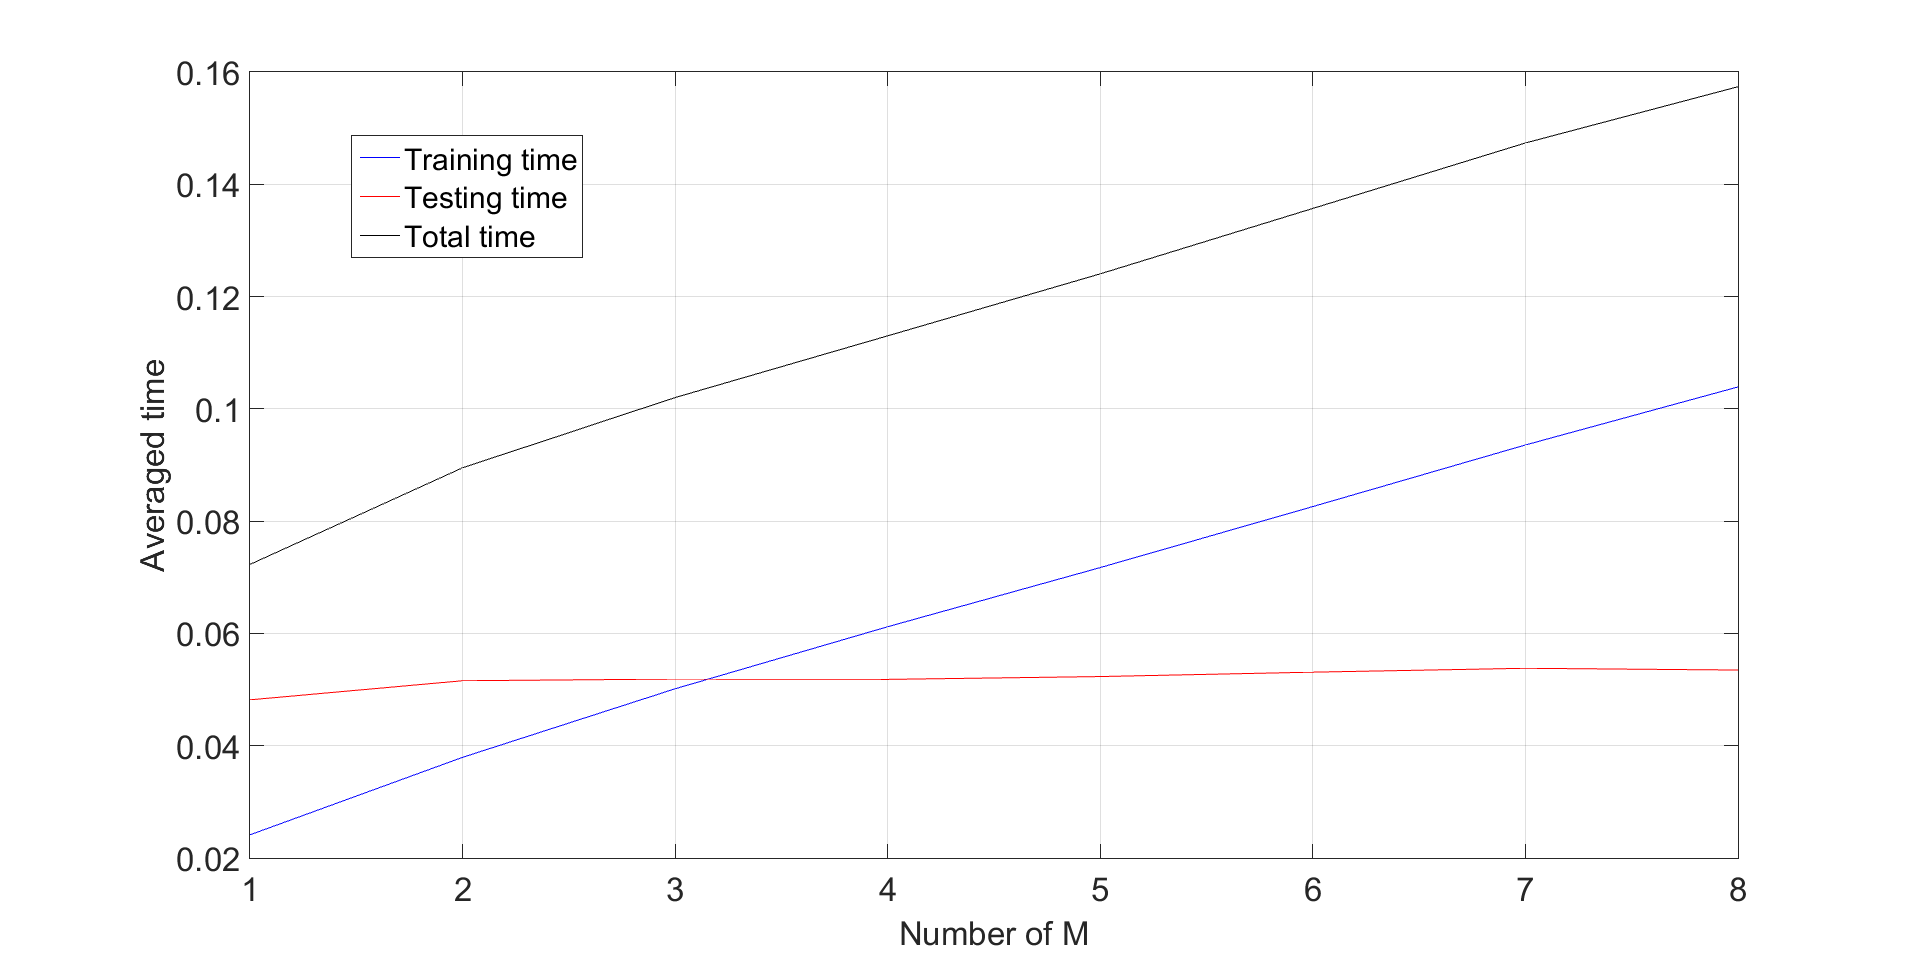 0.16
0.14
0.12
0.1
0.08
0.06
0.04
0.02
Averaged time
Training time
Testing time
Total time
1 2 3 4 5 6 7 8
Number of M